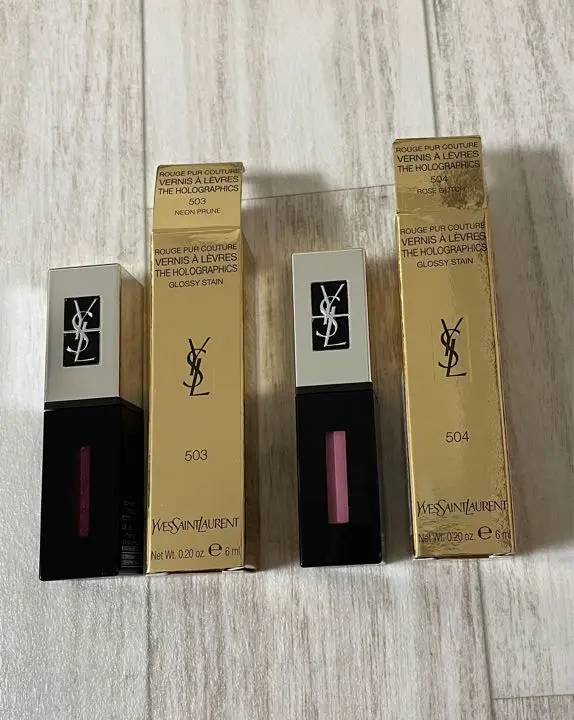 ROUGE PUR COUTURE
VERNIS À LÈVRES
THE HOLOGRAPHICS
503
NEON PRUNE
ROUGE PUR COUTURE
VERNIS À LÈVRES
THE HOLOGRAPHICS
GLOSSY STAIN
YSL
503
YVESSAINTLAURENT
Net Wt. 0.20 oz. e 6 ml
YSL
ROUGE PUR COUTURE
VERNIS À LÈVRES
THE HOLOGRAPHICS
504
ROSE GLITCH
ROUGE PUR COUTURE
VERNIS À LÈVRES
THE HOLOGRAPHICS
GLOSSY STAIN
YSL
504
YVESSAINTLAURENT
Net Wt. 0.20 oz. e 6 ml
YSL